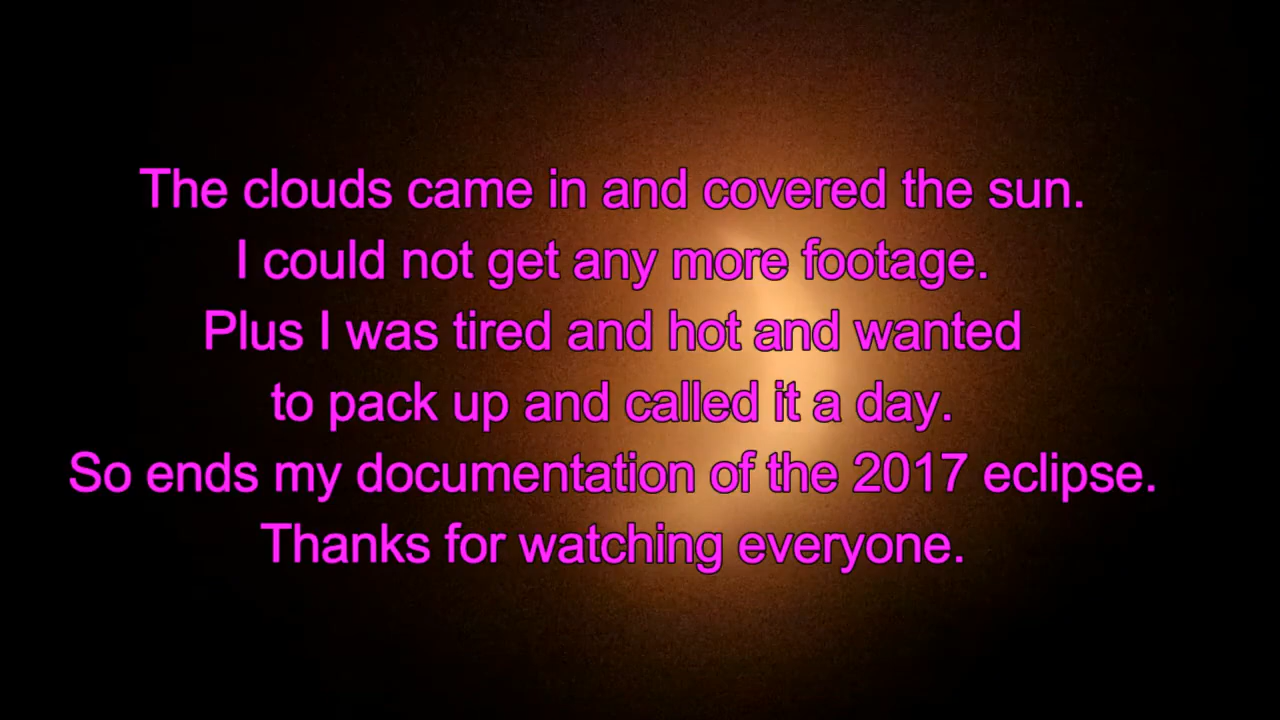 The clouds came in and covered the sun.
I could not get any more footage.
Plus I was tired and hot and wanted
to pack up and called it a day.
So ends my documentation of the 2017 eclipse.
Thanks for watching everyone.